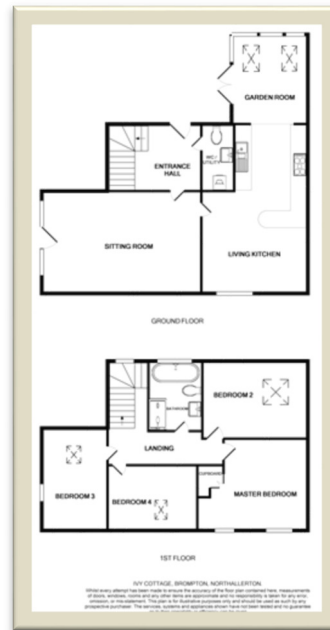 GARDEN ROOM
ENTRANCE
HALL
WC /
UTILITY
SITTING ROOM
LIVING KITCHEN
GROUND FLOOR
BEDROOM 2
BATHROOM
LANDING
CUPBOARD
BEDROOM 3
BEDROOM 4
MASTER BEDROOM
1ST FLOOR
IVY COTTAGE, BROMPTON, NORTHALLERTON
Whilst every attempt has been made to ensure the accuracy of the floor plan contained here, measurements
of doors, windows, rooms and any other items are approximate and no responsibility is taken for any error,
omission, or mis-statement. This plan is for illustrative purposes only and should be used as such by any
prospective purchaser. The services, systems and appliances shown have not been tested and no guarantee